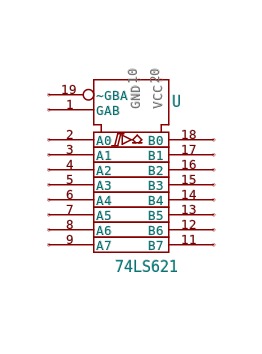 GND 10 VCC 20
19 ~GBA U
1 GAB
2 A0 B0 18
3 A1 B1 17
4 A2 B2 16
5 A3 B3 15
6 A4 B4 14
7 A5 B5 13
8 A6 B6 12
9 A7 B7 11
74LS621